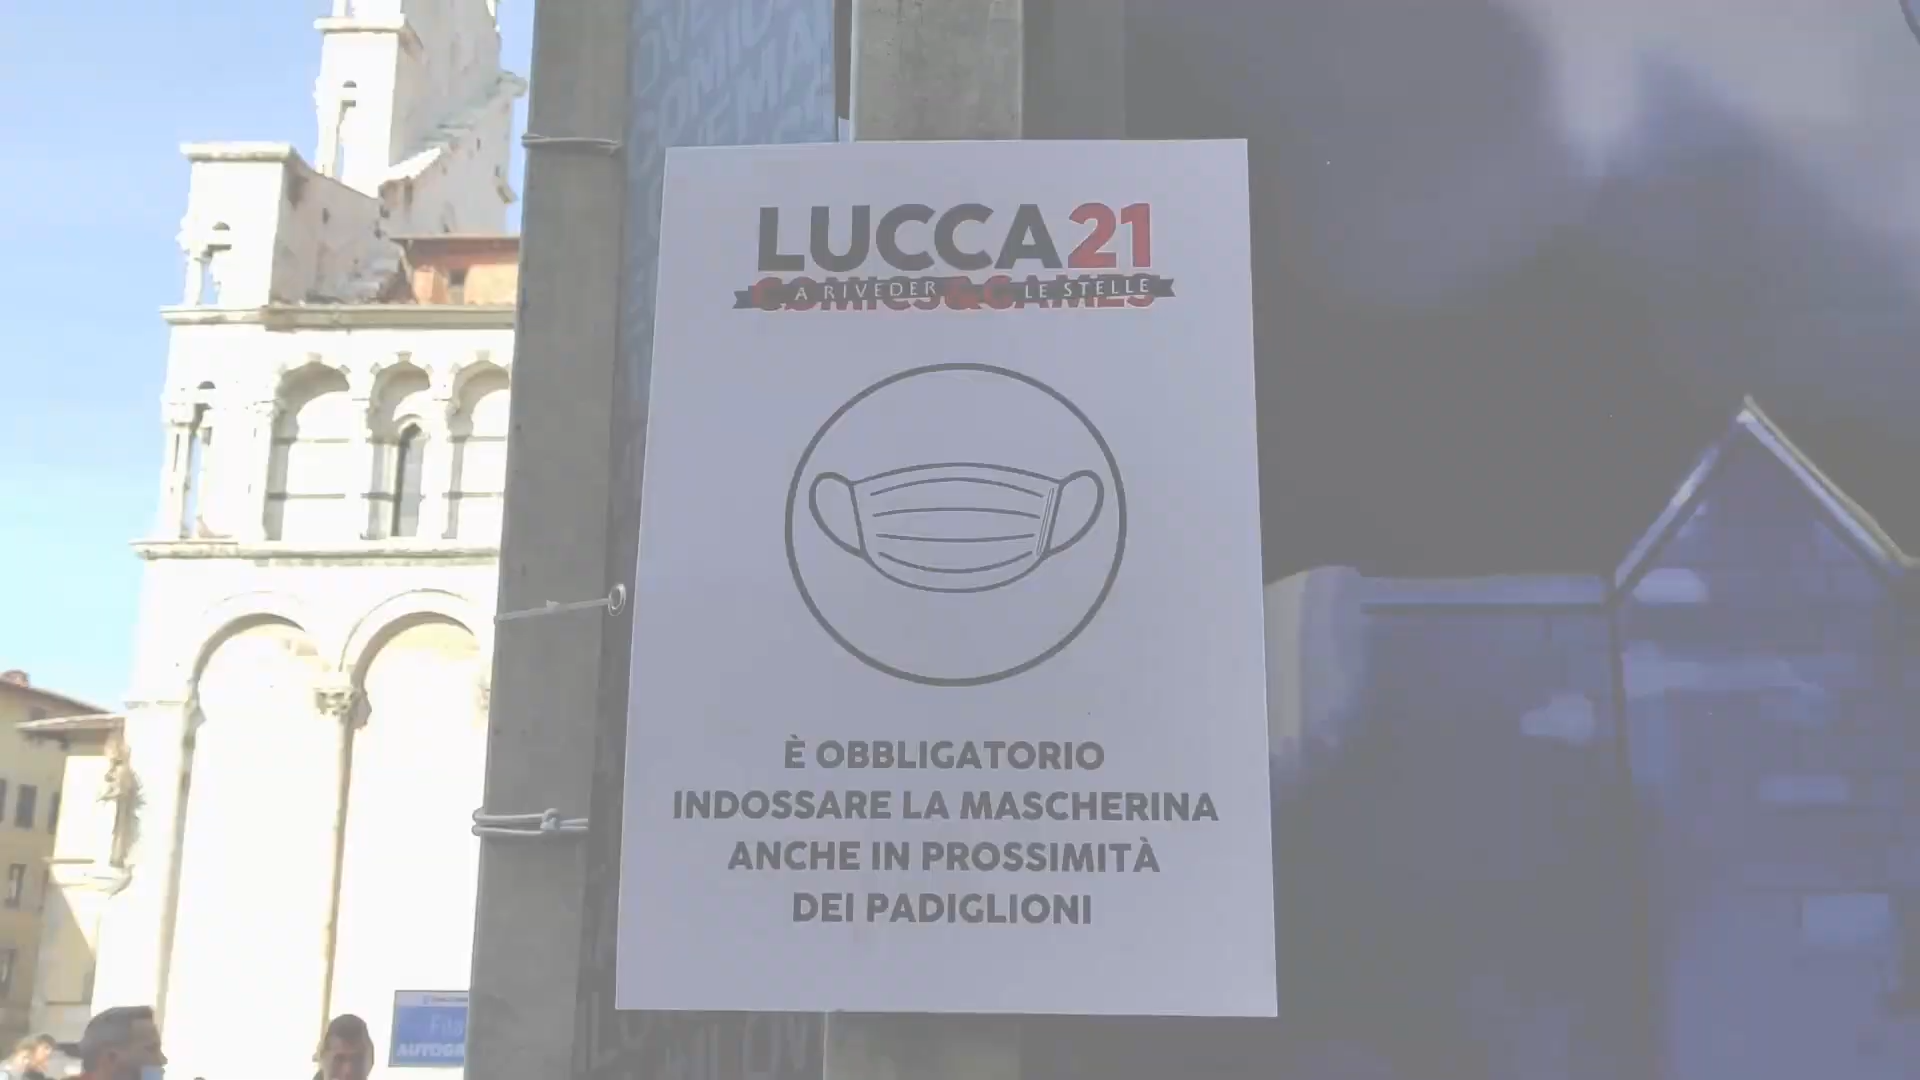 LUCCA21
COMICS&GAMES
A RIVEDER LE STELLE
È OBBLIGATORIO
INDOSSARE LA MASCHERINA
ANCHE IN PROSSIMITÀ
DEI PADIGLIONI